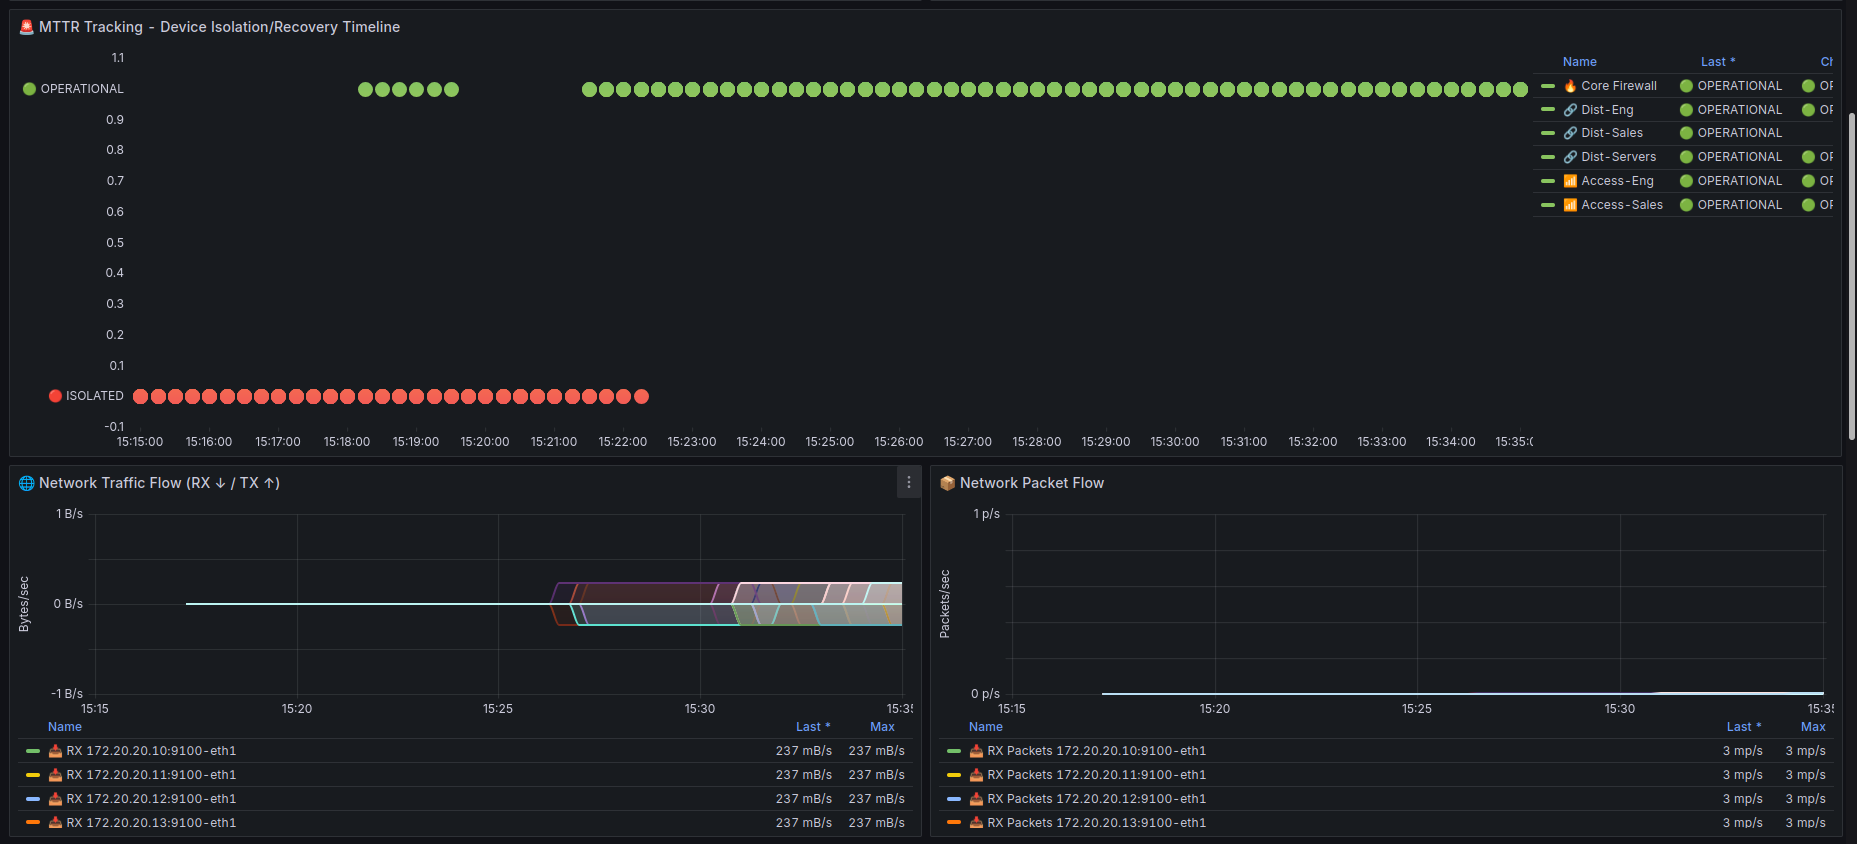 🚨 MTTR Tracking - Device Isolation/Recovery Timeline
1.1
🟢 OPERATIONAL
0.9
0.8
0.7
0.6
0.5
0.4
0.3
0.2
0.1
🔴 ISOLATED
-0.1
15:15:00 15:16:00 15:17:00 15:18:00 15:19:00 15:20:00 15:21:00 15:22:00 15:23:00 15:24:00 15:25:00 15:26:00 15:27:00 15:28:00 15:29:00 15:30:00 15:31:00 15:32:00 15:33:00 15:34:00 15:35:0
Name Last *
🔥 Core Firewall 🟢 OPERATIONAL 🟢 OP
🔗 Dist-Eng 🟢 OPERATIONAL 🟢 OP
🔗 Dist-Sales 🟢 OPERATIONAL
🔗 Dist-Servers 🟢 OPERATIONAL 🟢 OP
📶 Access-Eng 🟢 OPERATIONAL 🟢 OP
📶 Access-Sales 🟢 OPERATIONAL 🟢 OP
🌐 Network Traffic Flow (RX ↓ / TX ↑)
Bytes/sec
1 B/s
0 B/s
-1 B/s
15:15 15:20 15:25 15:30 15:35
Name Last * Max
📥 RX 172.20.20.10:9100-eth1 237 mB/s 237 mB/s
📥 RX 172.20.20.11:9100-eth1 237 mB/s 237 mB/s
📥 RX 172.20.20.12:9100-eth1 237 mB/s 237 mB/s
📥 RX 172.20.20.13:9100-eth1 237 mB/s 237 mB/s
📦 Network Packet Flow
Packets/sec
1 p/s
0 p/s
15:15 15:20 15:25 15:30 15:35
Name Last * Max
📥 RX Packets 172.20.20.10:9100-eth1 3 mp/s 3 mp/s
📥 RX Packets 172.20.20.11:9100-eth1 3 mp/s 3 mp/s
📥 RX Packets 172.20.20.12:9100-eth1 3 mp/s 3 mp/s
📥 RX Packets 172.20.20.13:9100-eth1 3 mp/s 3 mp/s